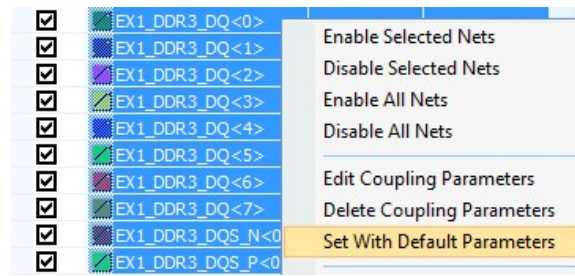 EX1_DDR3_DQ<0>
EX1_DDR3_DQ<1>
EX1_DDR3_DQ<2>
EX1_DDR3_DQ<3>
EX1_DDR3_DQ<4>
EX1_DDR3_DQ<5>
EX1_DDR3_DQ<6>
EX1_DDR3_DQ<7>
EX1_DDR3_DQS_N<0
EX1_DDR3_DQS_P<0
Enable Selected Nets
Disable Selected Nets
Enable All Nets
Disable All Nets
Edit Coupling Parameters
Delete Coupling Parameters
Set With Default Parameters